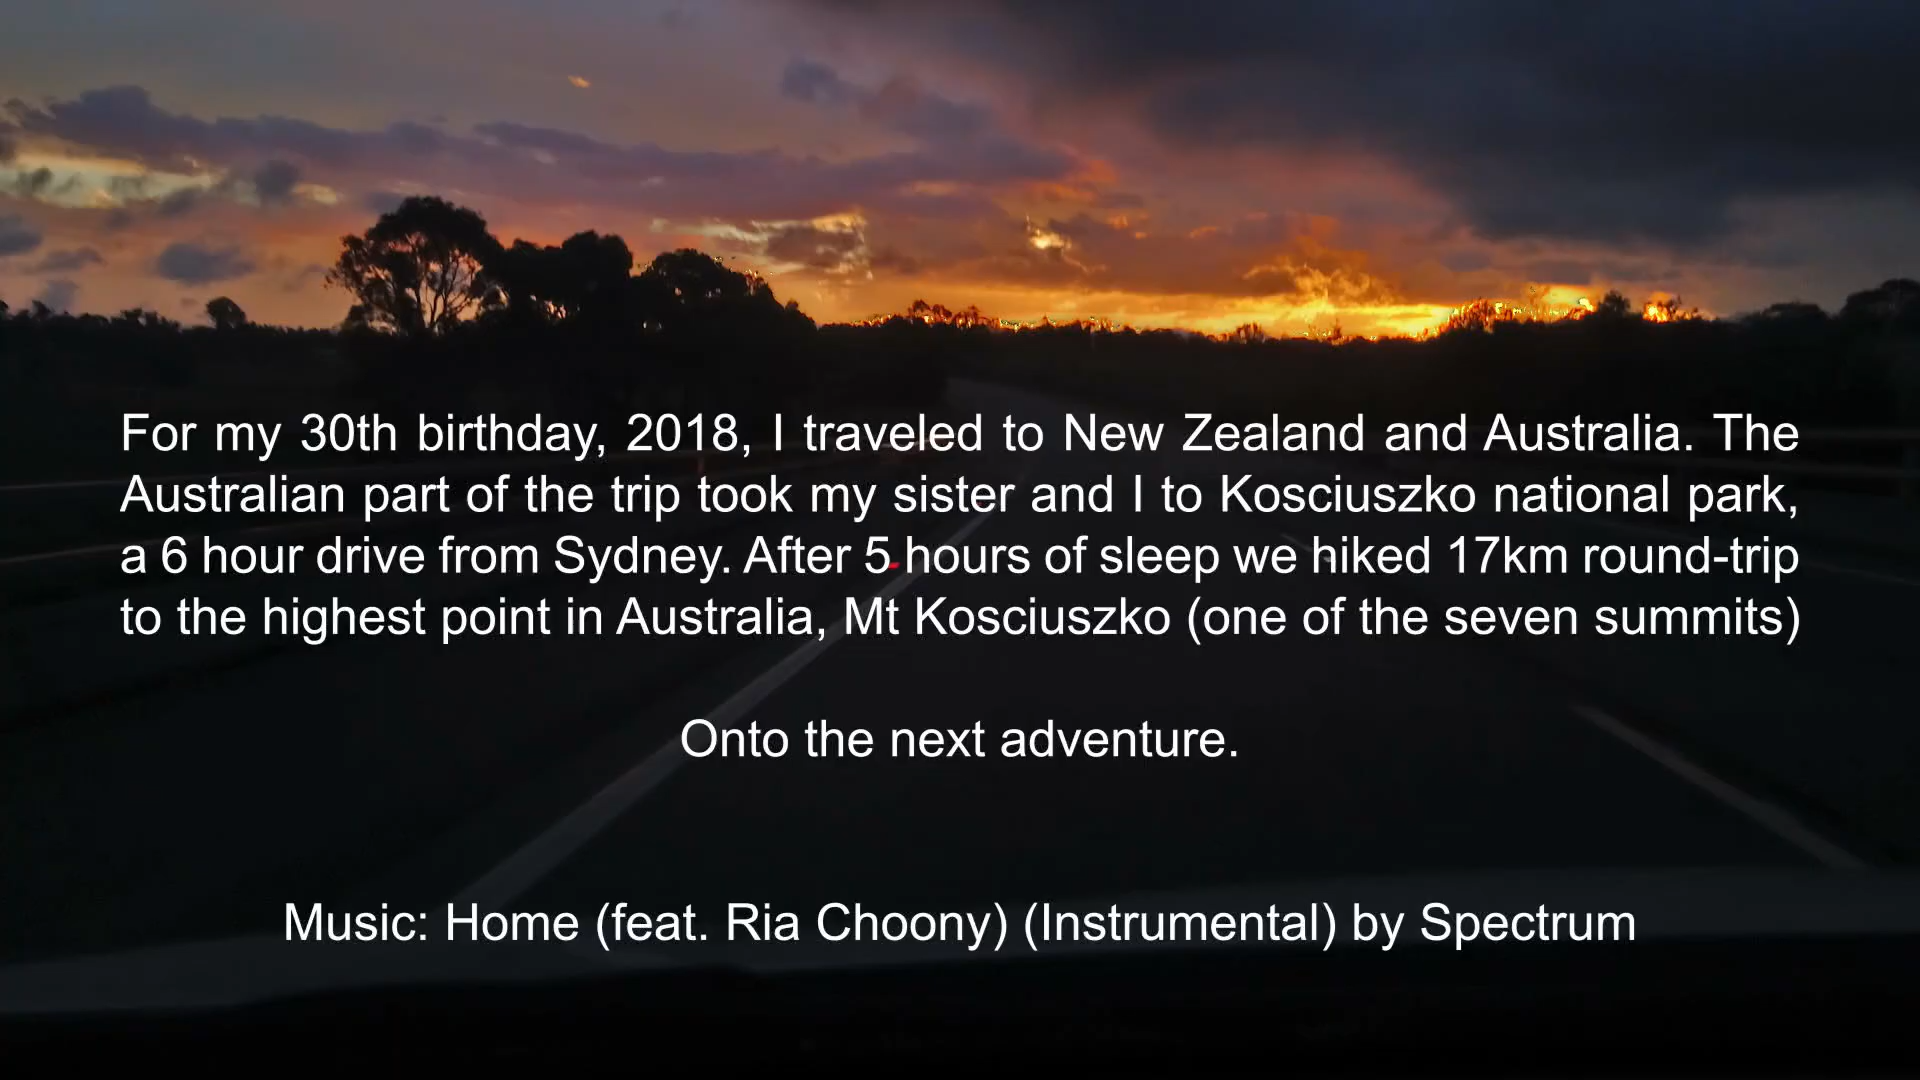 For my 30th birthday, 2018, I traveled to New Zealand and Australia. The
Australian part of the trip took my sister and I to Kosciuszko national park,
a 6 hour drive from Sydney. After 5 hours of sleep we hiked 17km round-trip
to the highest point in Australia, Mt Kosciuszko (one of the seven summits)
Onto the next adventure.
Music: Home (feat. Ria Choony) (Instrumental) by Spectrum